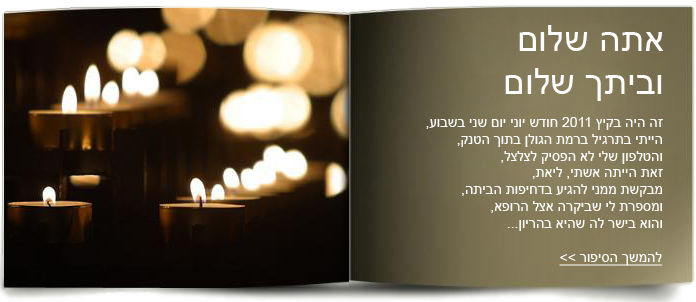 אתה שלום
וביתך שלום
זה היה בקיץ 2011 חודש יוני יום שני בשבוע,
הייתי בתרגיל ברמת הגולן בתוך הטנק,
והטלפון שלי לא הפסיק לצלצל,
זאת הייתה אשתי, ליאת,
מבקשת ממני להגיע בדחיפות הביתה,
ומספרת לי שביקרה אצל הרופא,
והוא בישר לה שהיא בהריון...
להמשך הסיפור >>